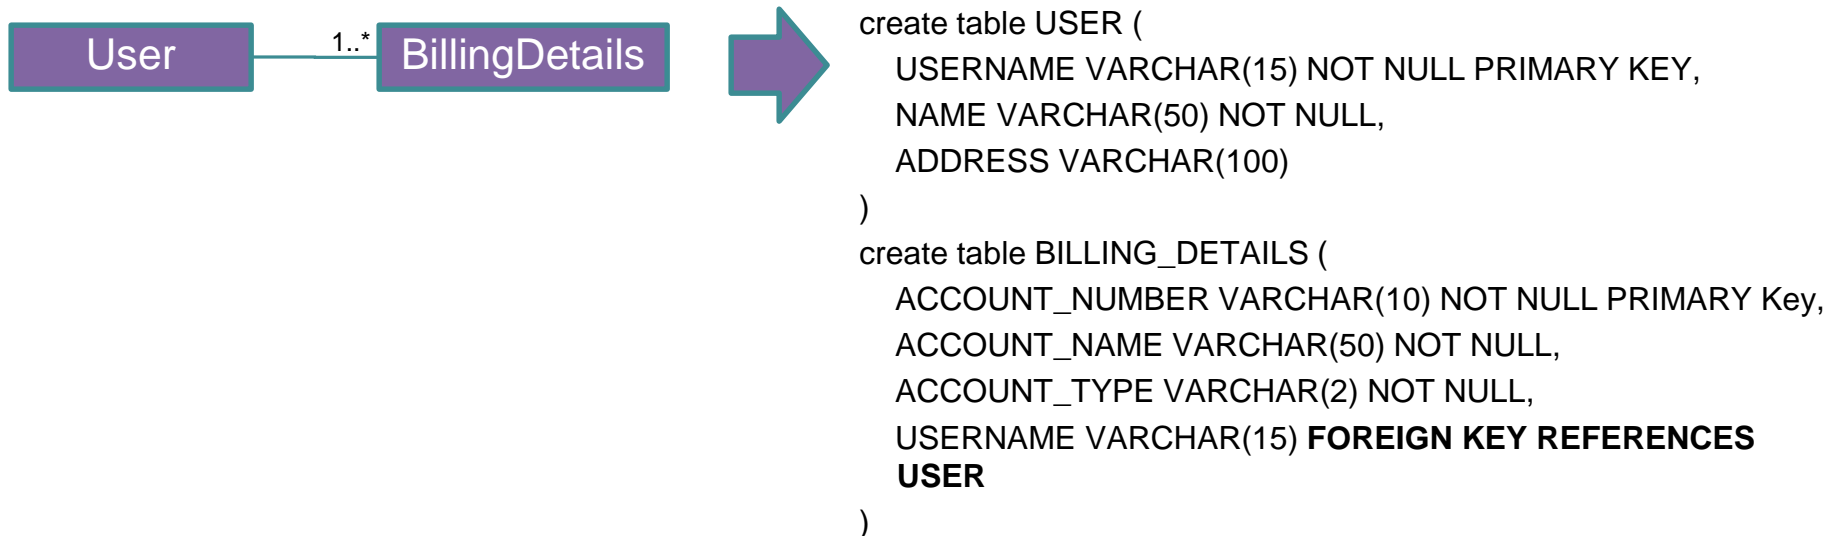 User
1..*
BillingDetails
create table USER (
USERNAME VARCHAR(15) NOT NULL PRIMARY KEY,
NAME VARCHAR(50) NOT NULL,
ADDRESS VARCHAR(100)
)
create table BILLING_DETAILS (
ACCOUNT_NUMBER VARCHAR(10) NOT NULL PRIMARY Key,
ACCOUNT_NAME VARCHAR(50) NOT NULL,
ACCOUNT_TYPE VARCHAR(2) NOT NULL,
USERNAME VARCHAR(15) FOREIGN KEY REFERENCES
USER
)